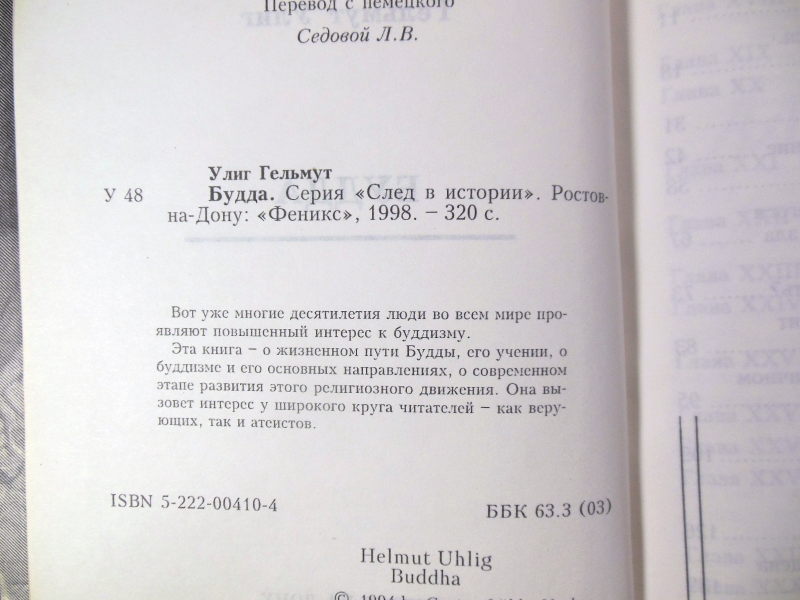 Перевод с немецкого
Седовой Л.В.
Улиг Гельмут
У 48
Будда. Серия «След в истории». Ростов-
на-Дону: «Феникс», 1998. – 320 с.
Вот уже многие десятилетия люди во всем мире про-
являют повышенный интерес к буддизму.
Эта книга – о жизненном пути Будды, его учении, о
буддизме и его основных направлениях, о современном
этапе развития этого религиозного движения. Она вы-
зовет интерес у широкого круга читателей – как веру-
ющих, так и атеистов.
ISBN 5-222-00410-4
ББК 63.3 (03)
Helmut Uhlig
Buddha